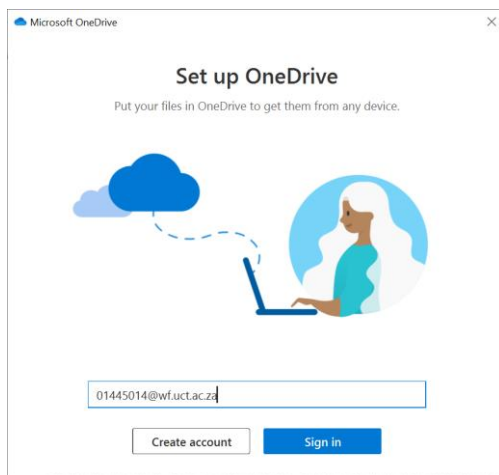 Microsoft OneDrive
Set up OneDrive
Put your files in OneDrive to get them from any device.
01445014@wf.uct.ac.za
Create account
Sign in